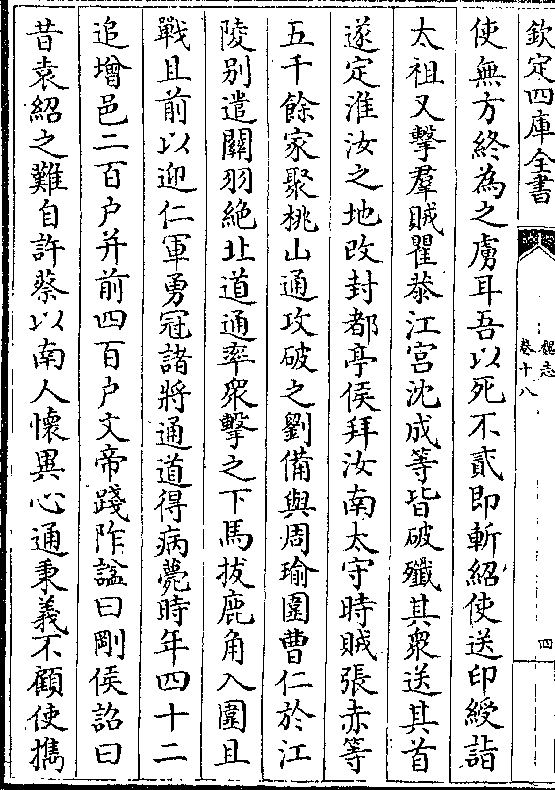 欽定四庫全書
魏志
卷十八
四
使無方終為之虜耳吾以死不貳即斬紹使送印綬詣
太祖又擊羣賊瞿恭江宮沈成等皆破殲其衆送其首
遂定淮汝之地改封都亭侯拜汝南太守時賊張赤等
五千餘家聚桃山通攻破之劉備與周瑜圍曹仁於江
陵别遣關羽絶北道通率衆擊之下馬拔鹿角入圍且
戰且前以迎仁軍勇冠諸將通道得病薨時年四十二
追增邑二百户并前四百户文帝踐阼諡曰剛侯詔曰
昔袁紹之難自許蔡以南人懷異心通秉義不顧使攜